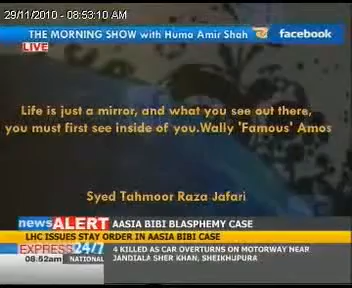 29/11/2010 - 08:53:10 AM
THE MORNING SHOW with Huma Amir Shah facebook
LIVE
Life is just a mirror, and what you see out there,
you must first see inside of you.Wally 'Famous' Amos
Syed Tahmoor Raza Jafari
newsALERT AASIA BIBI BLASPHEMY CASE
LHC ISSUES STAY ORDER IN AASIA BIBI CASE
EXPRESS 24/7 4 KILLED AS CAR OVERTURNS ON MOTORWAY NEAR
08:52am NATIONAL JANDIALA SHER KHAN, SHEIKHUPURA